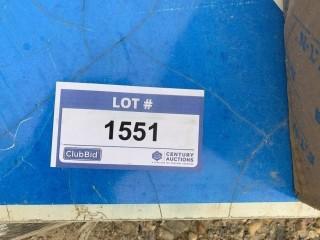 LOT #
1551
ClubBid
CENTURY
AUCTIONS